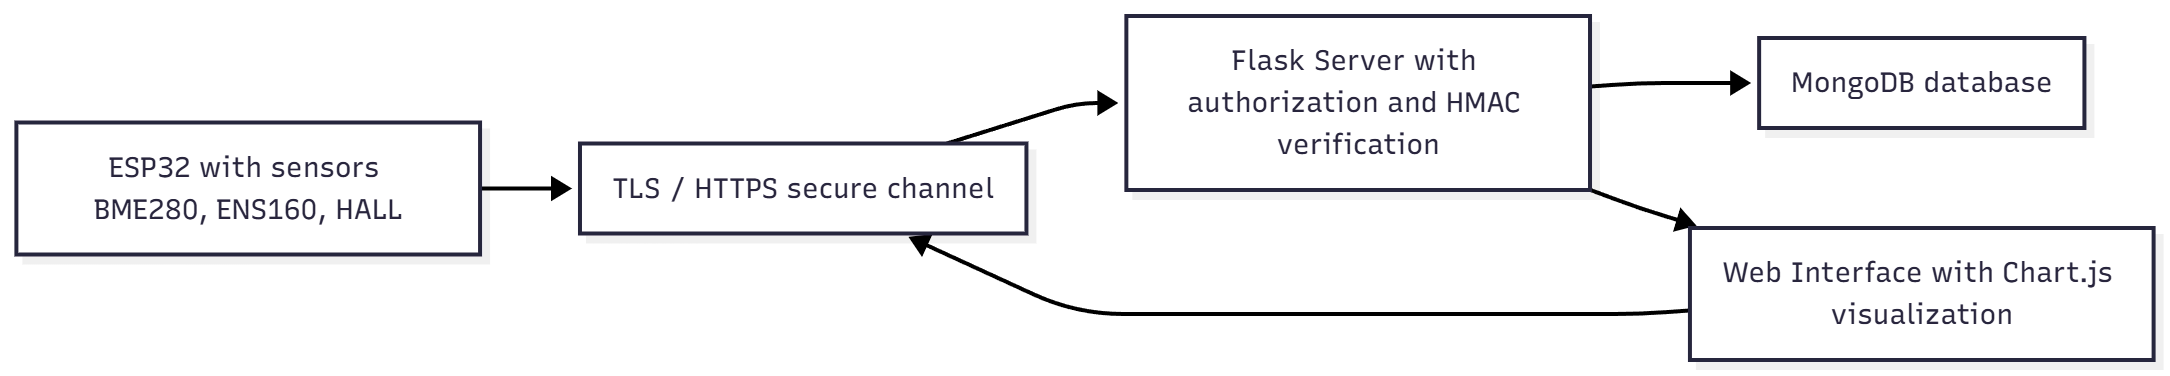 ESP32 with sensors
BME280, ENS160, HALL
TLS / HTTPS secure channel
Flask Server with
authorization and HMAC
verification
MongoDB database
Web Interface with Chart.js
visualization